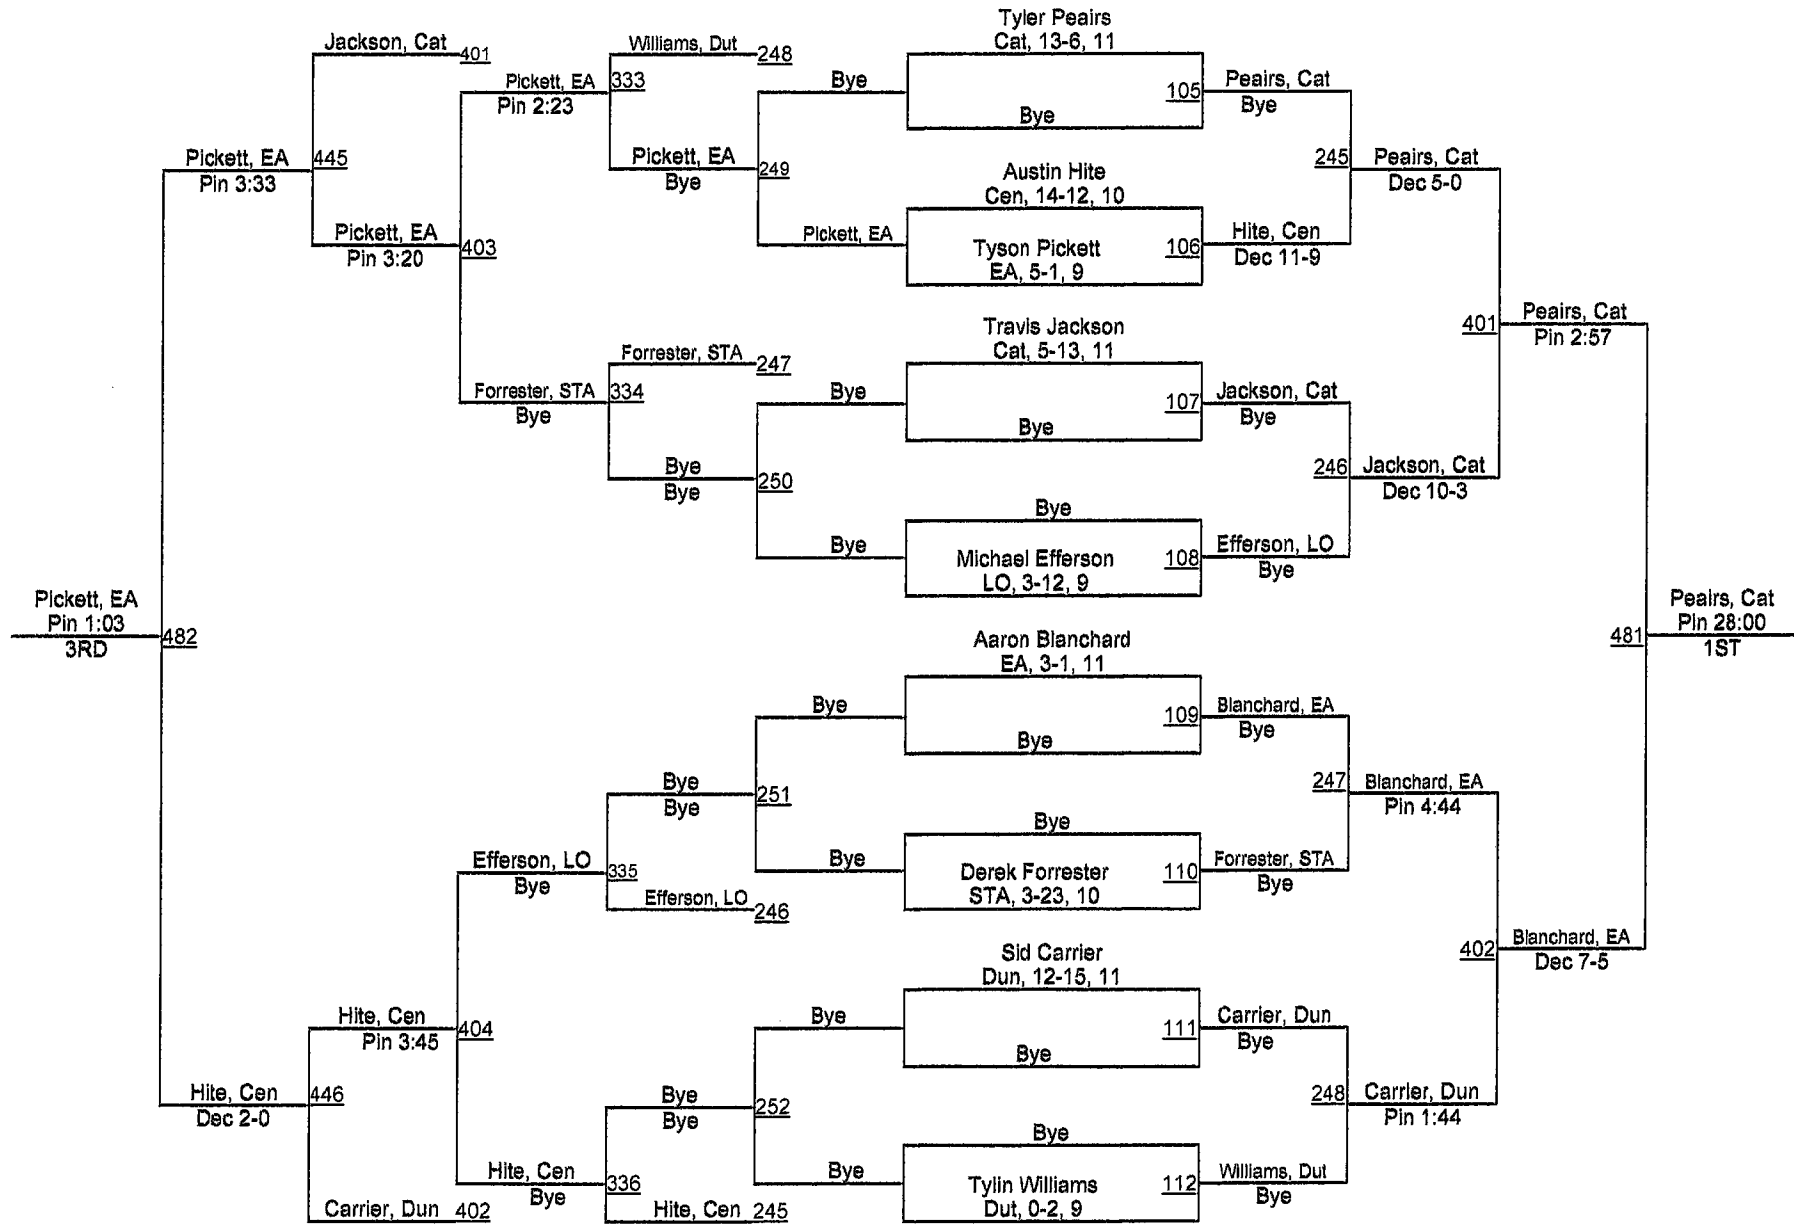 Tyler Peairs
Jackson, Cat 401 Williams, Dut 248 Cat, 13-6, 11
Pickett, EA 333 Bye Peairs, Cat
Pin 2:23 105 Bye
Bye
Pickett, EA 445 Pickett, EA 249 Austin Hite 245 Peairs, Cat
Pin 3:33 Bye Cen, 14-12, 10 Dec 5-0
Pickett, EA 403 Pickett, EA Tyson Pickett 106 Hite, Cen
Pin 3:20 EA, 5-1, 9 Dec 11-9
Travis Jackson 401 Peairs, Cat
Forrester, STA 247 Cat, 5-13, 11 Pin 2:57
Forrester, STA 334 Bye 107 Jackson, Cat
Bye Bye Bye
Bye 250 246 Jackson, Cat
Bye Dec 10-3
Bye
Bye Michael Efferson 108 Efferson, LO
LO, 3-12, 9 Bye
Pickett, EA Peairs, Cat
Pin 1:03 482 481 Pin 28:00
3RD 1ST
Aaron Blanchard
EA, 3-1, 11
Bye 109 Blanchard, EA
Bye Bye
Bye 251 247 Blanchard, EA
Bye Pin 4:44
Bye
Efferson, LO 335 Bye Derek Forrester 110 Forrester, STA
Bye STA, 3-23, 10 Bye
Efferson, LO 246
Sid Carrier 402 Blanchard, EA
Dun, 12-15, 11 Dec 7-5
Hite, Cen 404 Bye 111 Carrier, Dun
Pin 3:45 Bye Bye
Hite, Cen 446 Bye 252 248 Carrier, Dun
Dec 2-0 Bye Pin 1:44
Bye
Hite, Cen 336 Bye Tylin Williams 112 Williams, Dut
Bye Dut, 0-2, 9 Bye
Carrier, Dun 402 Hite, Cen 245